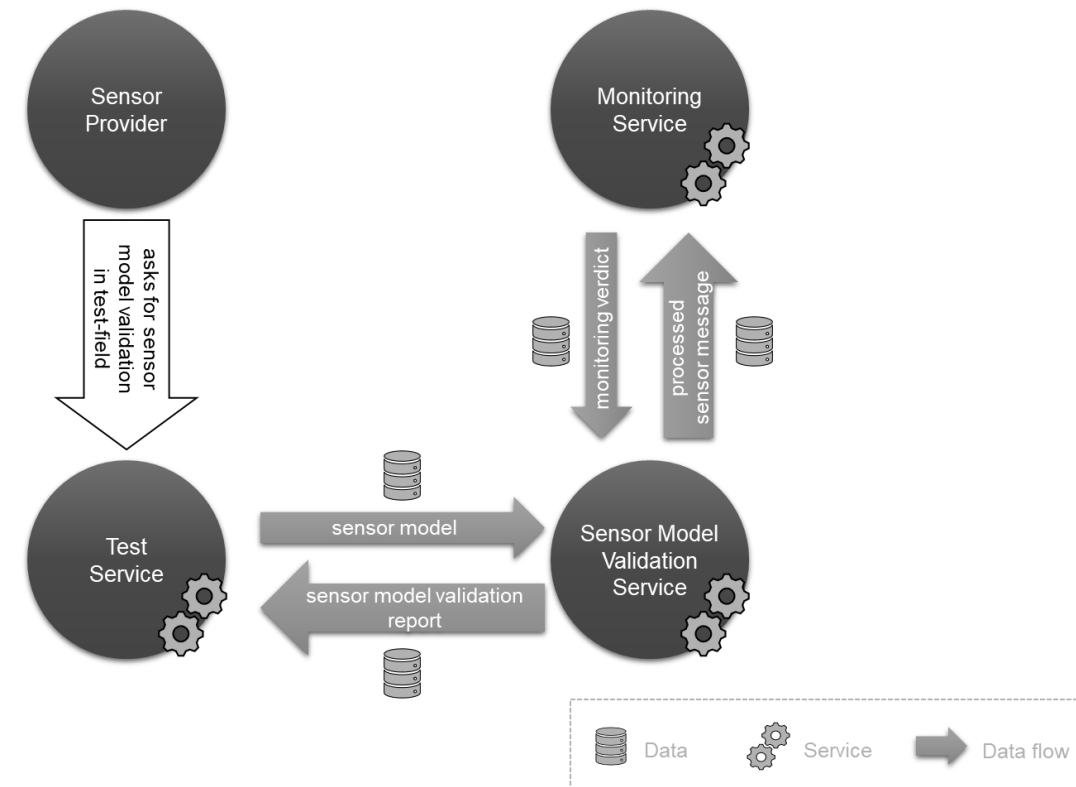 Sensor
Provider
Monitoring
Service
asks for sensor
model validation
in test-field
monitoring verdict
processed
sensor message
Test
Service
sensor model
sensor model validation
report
Sensor Model
Validation
Service
Data
Service
Data flow